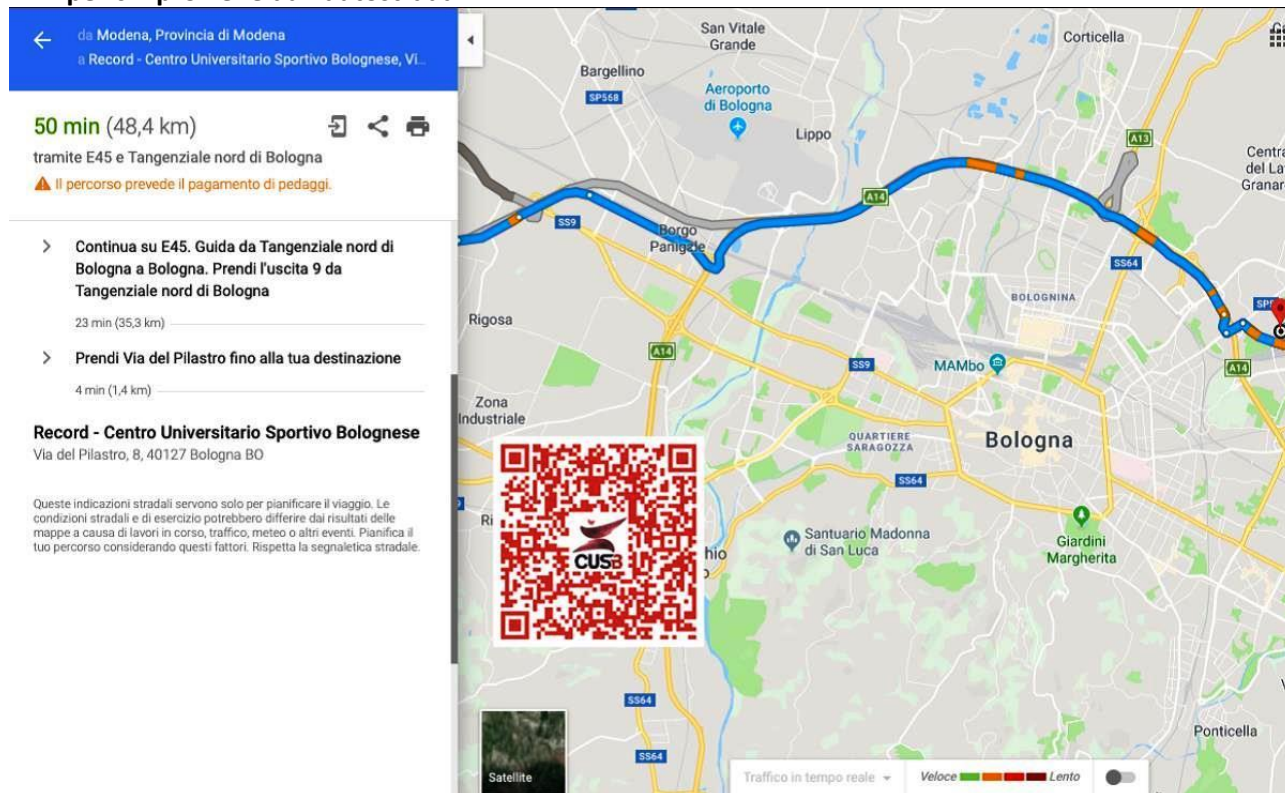 da Modena, Provincia di Modena
a Record - Centro Universitario Sportivo Bolognese, Vi...
50 min (48,4 km)
tramite E45 e Tangenziale nord di Bologna
Il percorso prevede il pagamento di pedaggi.
Continua su E45. Guida da Tangenziale nord di
Bologna a Bologna. Prendi l'uscita 9 da
Tangenziale nord di Bologna
23 min (35,3 km)
Prendi Via del Pilastro fino alla tua destinazione
4 min (1,4 km)
Record - Centro Universitario Sportivo Bolognese
Via del Pilastro, 8, 40127 Bologna BO
Queste indicazioni stradali servono solo per pianificare il viaggio. Le
condizioni stradali e di esercizio potrebbero differire dai risultati delle
mappe a causa di lavori in corso, traffico, meteo o altri eventi. Pianifica il
tuo percorso considerando questi fattori. Rispetta la segnaletica stradale.
San Vitale
Grande
Corticella
Bargellino
SP568
Aeroporto
di Bologna
Lippo
A13
A14
SS9
Borgo
Panigale
SS64
BOLOGNINA
Rigosa
A14
SS9
MAMbo
A14
Zona
Industriale
QUARTIERE
SARAGOZZA
Bologna
SS64
CUSB
Santuario Madonna
di San Luca
Giardini
Margherita
SS64
SS64
Ponticella
Satellite
Traffico in tempo reale
Veloce
Lento